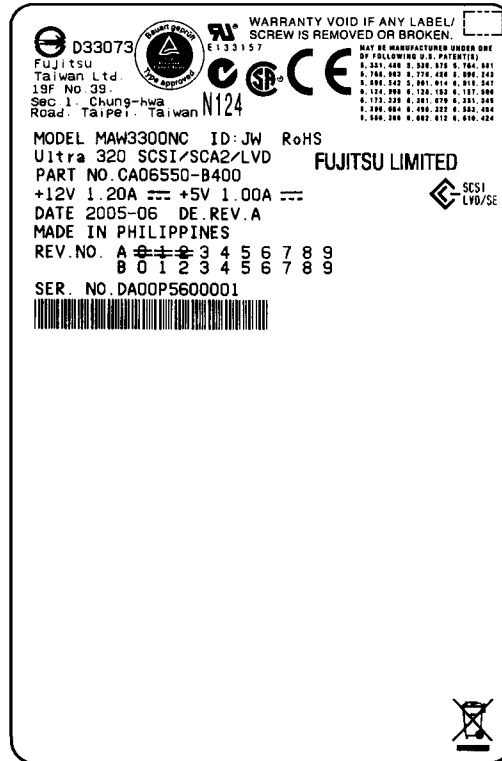 WARRANTY VOID IF ANY LABEL/
SCREW IS REMOVED OR BROKEN.
D33073
Bauart geprüft
Type approved
E133157
MAY BE MANUFACTURED UNDER ONE
OF FOLLOWING U.S. PATENT(S)
Fujitsu
Taiwan Ltd.
19F No.39.
Sec.1. Chung-hwa
Road. Taipei. Taiwan
N124
MODEL MAW3300NC ID:JW RoHS
Ultra 320 SCSI/SCA2/LVD
FUJITSU LIMITED
PART NO.CA06550-B400
SCSI
LVD/SE
+12V 1.20A +5V 1.00A
DATE 2005-06 DE.REV.A
MADE IN PHILIPPINES
REV.NO. A 0 1 2 3 4 5 6 7 8 9
B 0 1 2 3 4 5 6 7 8 9
SER. NO.DA00P5600001